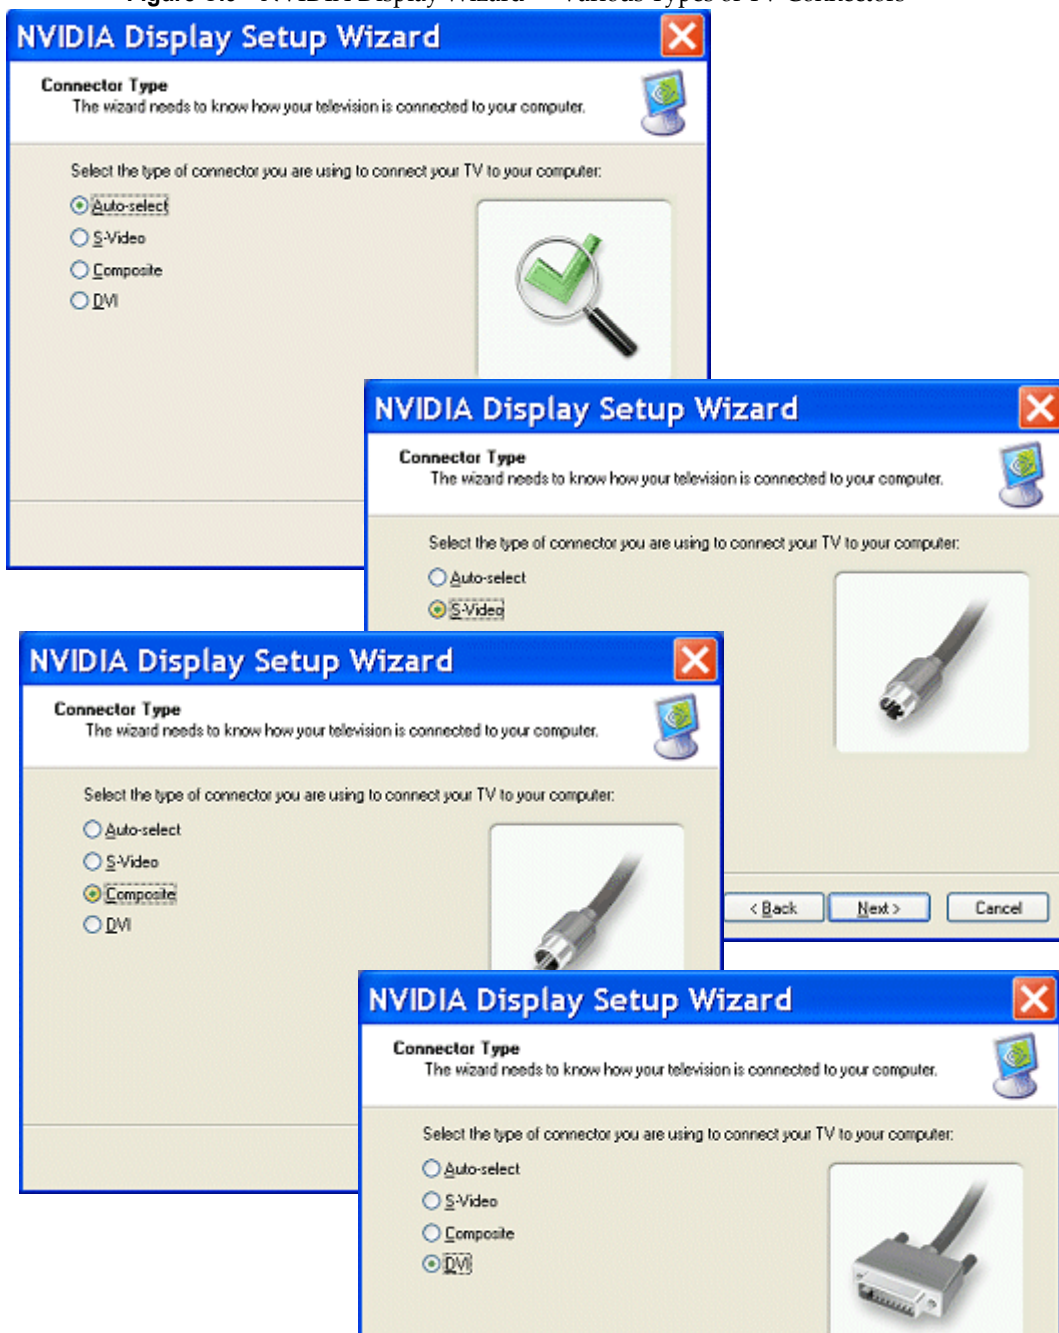 NVIDIA Display Wizard
Various Types of TV Connectors
NVIDIA Display Setup Wizard
Connector Type
The wizard needs to know how your television is connected to your computer.
Select the type of connector you are using to connect your TV to your computer:
Auto-select
S-Video
Composite
DVI
NVIDIA Display Setup Wizard
Connector Type
The wizard needs to know how your television is connected to your computer.
Select the type of connector you are using to connect your TV to your computer:
Auto-select
S-Video
< Back
Next >
Cancel
NVIDIA Display Setup Wizard
Connector Type
The wizard needs to know how your television is connected to your computer.
Select the type of connector you are using to connect your TV to your computer:
Auto-select
S-Video
Composite
DVI
NVIDIA Display Setup Wizard
Connector Type
The wizard needs to know how your television is connected to your computer.
Select the type of connector you are using to connect your TV to your computer:
Auto-select
S-Video
Composite
DVI